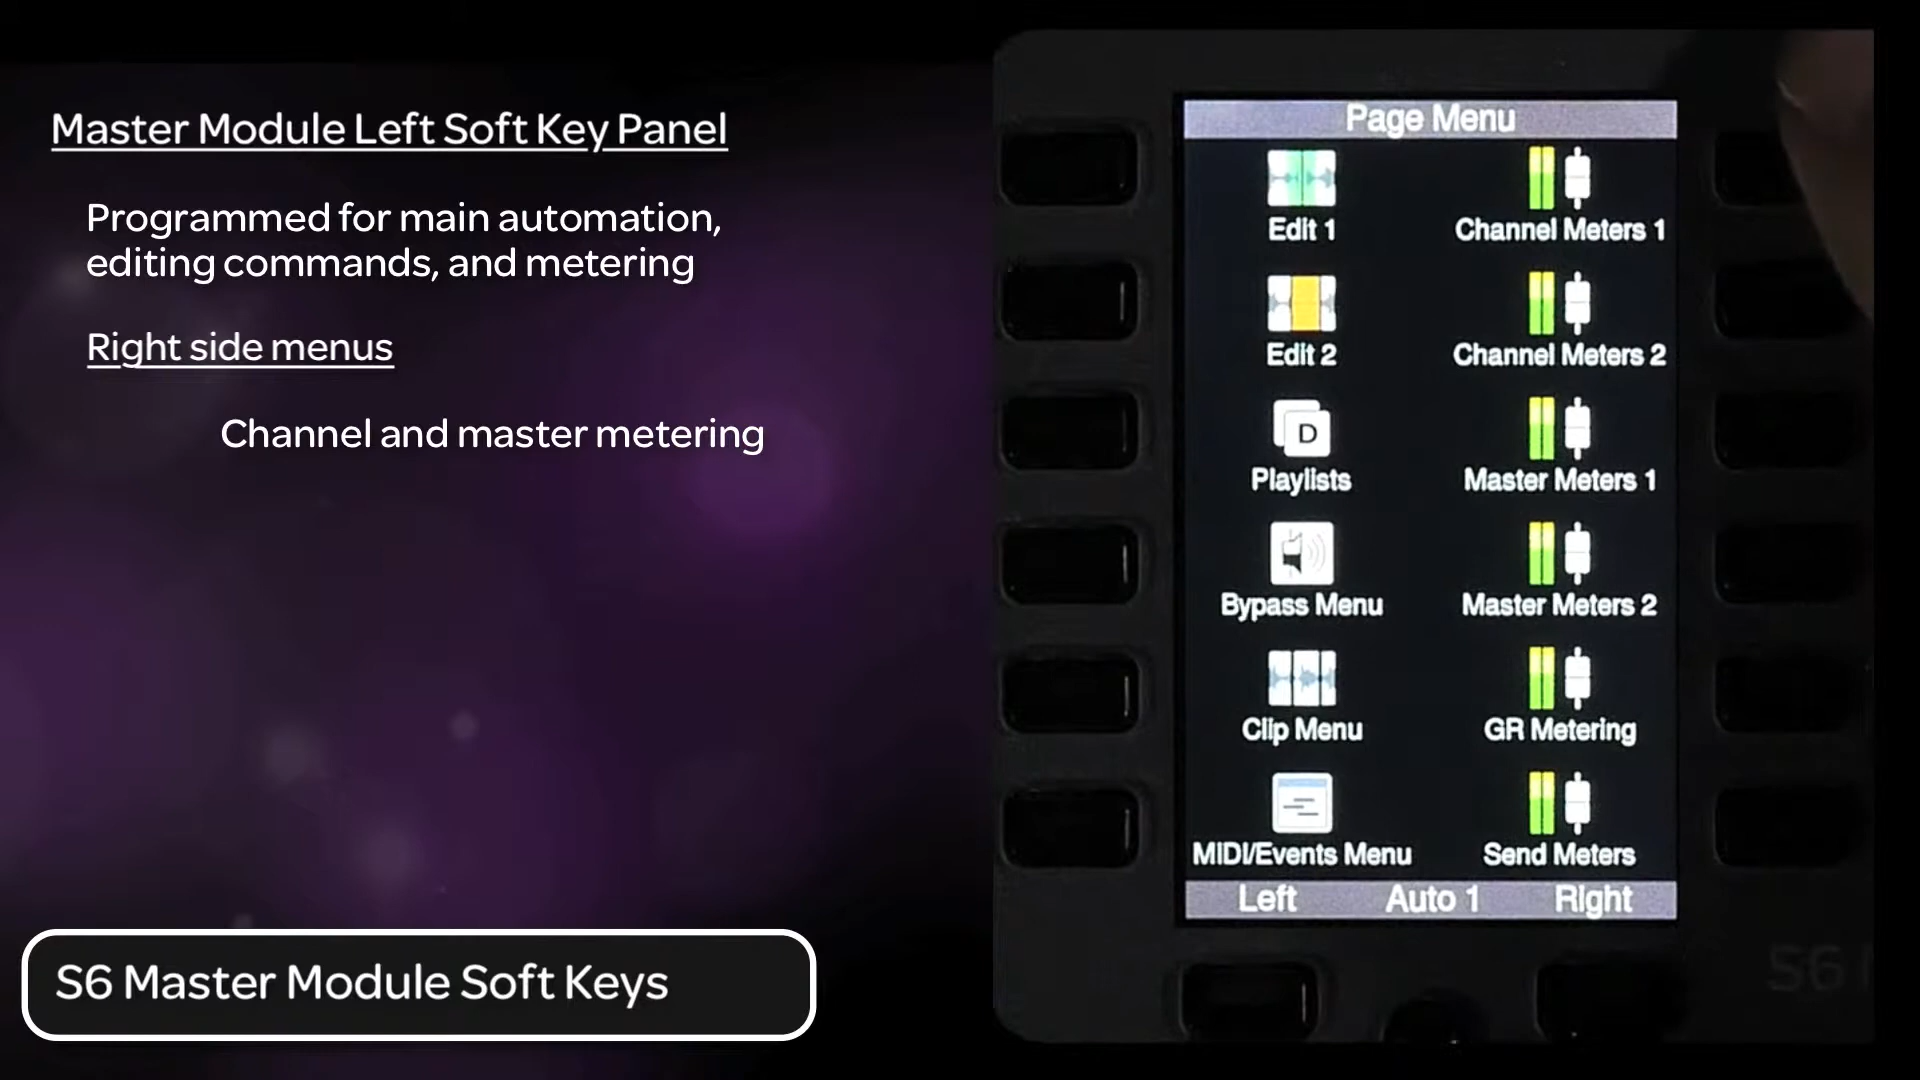 Master Module Left Soft Key Panel
Programmed for main automation,
editing commands, and metering
Right side menus
Channel and master metering
S6 Master Module Soft Keys
Page Menu
Edit 1
Channel Meters 1
Edit 2
Channel Meters 2
D
Playlists
Master Meters 1
Bypass Menu
Master Meters 2
Clip Menu
GR Metering
MIDI/Events Menu
Send Meters
Left Auto 1 Right
S6